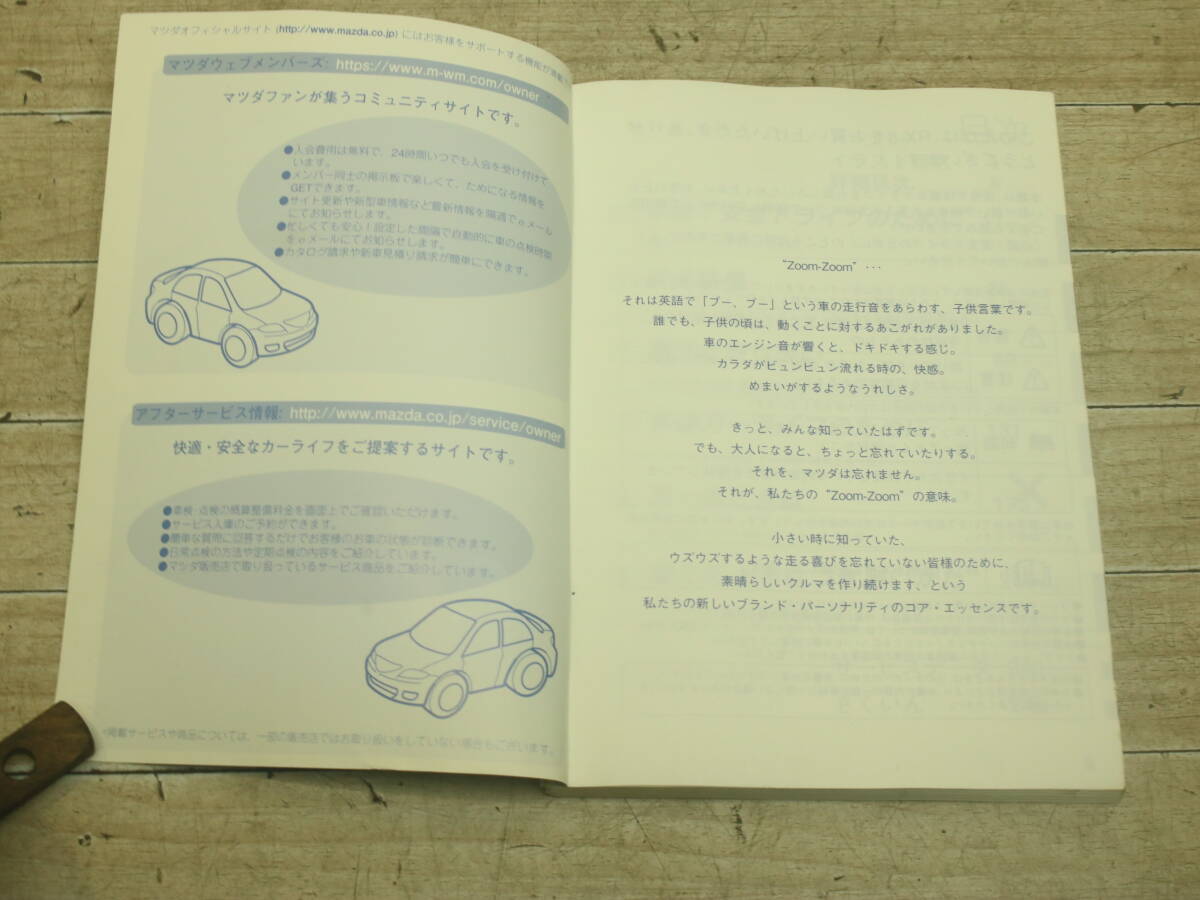 マツダオフィシャルサイト (http://www.mazda.co.jp) にはお客様をサポートする機能が満載
マツダウェブメンバーズ: https://www.m-wm.com/owner
マツダファンが集うコミュニティサイトです。
●入会費用は無料で、24時間いつでも入会を受け付けて
います。
●メンバー同士の掲示板で楽しくて、ためになる情報を
GETできます。
●サイト更新や新型車情報など最新情報を隔週でeメール
にてお知らせします。
●忙しくても安心！設定した間隔で自動的に車の点検時期
をeメールにてお知らせします。
●カタログ請求や新車見積り請求が簡単にできます。
アフターサービス情報: http://www.mazda.co.jp/service/owner
快適・安全なカーライフをご提案するサイトです。
●車検・点検の概算整備料金を画面上でご確認いただけます。
●サービス入庫のご予約ができます。
●簡単な質問に回答するだけでお客様のお車の状態が診断できます。
●日常点検の方法や定期点検の内容をご紹介しています。
●マツダ販売店で取り扱っているサービス商品をご紹介しています。
*掲載サービスや商品については、一部の販売店ではお取り扱いをしていない場合もございます。
“Zoom-Zoom”・・・
それは英語で「ブー、ブー」という車の走行音をあらわす、子供言葉です。
誰でも、子供の頃は、動くことに対するあこがれがありました。
車のエンジン音が響くと、ドキドキする感じ。
カラダがビュンビュン流れる時の、快感。
めまいがするようなうれしさ。
きっと、みんな知っていたはずです。
でも、大人になると、ちょっと忘れていたりする。
それを、マツダは忘れません。
それが、私たちの“Zoom-Zoom”の意味。
小さい時に知っていた、
ウズウズするような走る喜びを忘れていない皆様のために、
素晴らしいクルマを作り続けます、という
私たちの新しいブランド・パーソナリティのコア・エッセンスです。